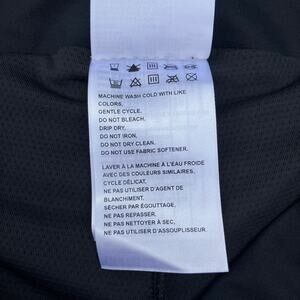 MACHINE WASH COLD WITH LIKE
COLORS,
GENTLE CYCLE,
DO NOT BLEACH.
DRIP DRY.
DO NOT IRON,
DO NOT DRY CLEAN,
DO NOT USE FABRIC SOFTENER.
LAVER À LA MACHINE À L'EAU FROIDE
AVEC DES COULEURS SIMILAIRES,
CYCLE DÉLICAT,
NE PAS UTILISER D'AGENT DE
BLANCHIMENT,
SÉCHER PAR ÉGOUTTAGE,
NE PAS REPASSER,
NE PAS NETTOYER À SEC,
NE PAS UTILISER D'ASSOUPLISSEUR.